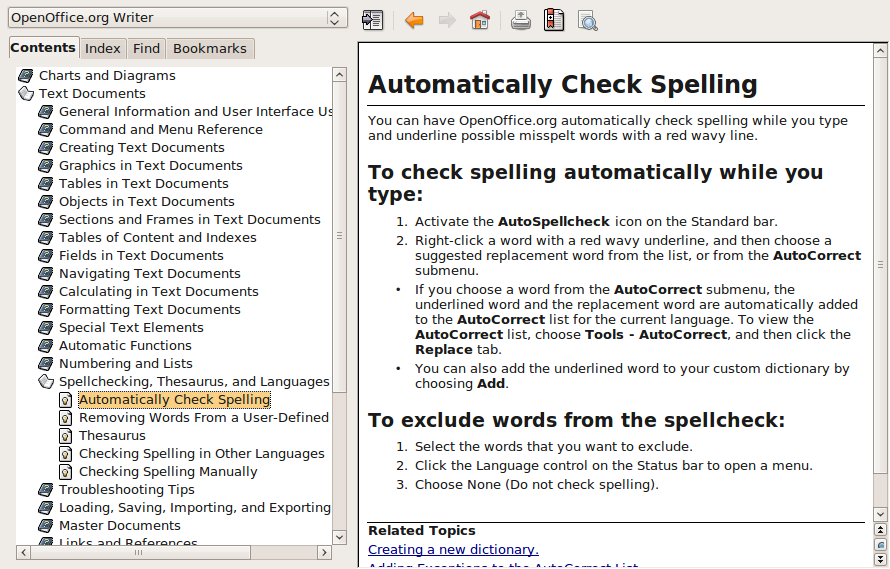 OpenOffice.org Writer
Contents
Index
Find
Bookmarks
Charts and Diagrams
Text Documents
General Information and User Interface Us
Command and Menu Reference
Creating Text Documents
Graphics in Text Documents
Tables in Text Documents
Objects in Text Documents
Sections and Frames in Text Documents
Tables of Content and Indexes
Fields in Text Documents
Navigating Text Documents
Calculating in Text Documents
Formatting Text Documents
Special Text Elements
Automatic Functions
Numbering and Lists
Spellchecking, Thesaurus, and Languages
Automatically Check Spelling
Removing Words From a User-Defined
Thesaurus
Checking Spelling in Other Languages
Checking Spelling Manually
Troubleshooting Tips
Loading, Saving, Importing, and Exporting
Master Documents
Links and References
Automatically Check Spelling
You can have OpenOffice.org automatically check spelling while you type
and underline possible misspelt words with a red wavy line.
To check spelling automatically while you
type:
1. Activate the AutoSpellcheck icon on the Standard bar.
2. Right-click a word with a red wavy underline, and then choose a
suggested replacement word from the list, or from the AutoCorrect
submenu.
• If you choose a word from the AutoCorrect submenu, the
underlined word and the replacement word are automatically added
to the AutoCorrect list for the current language. To view the
AutoCorrect list, choose Tools - AutoCorrect, and then click the
Replace tab.
• You can also add the underlined word to your custom dictionary by
choosing Add.
To exclude words from the spellcheck:
1. Select the words that you want to exclude.
2. Click the Language control on the Status bar to open a menu.
3. Choose None (Do not check spelling).
Related Topics
Creating a new dictionary.
Adding Exceptions to the AutoCorrect List